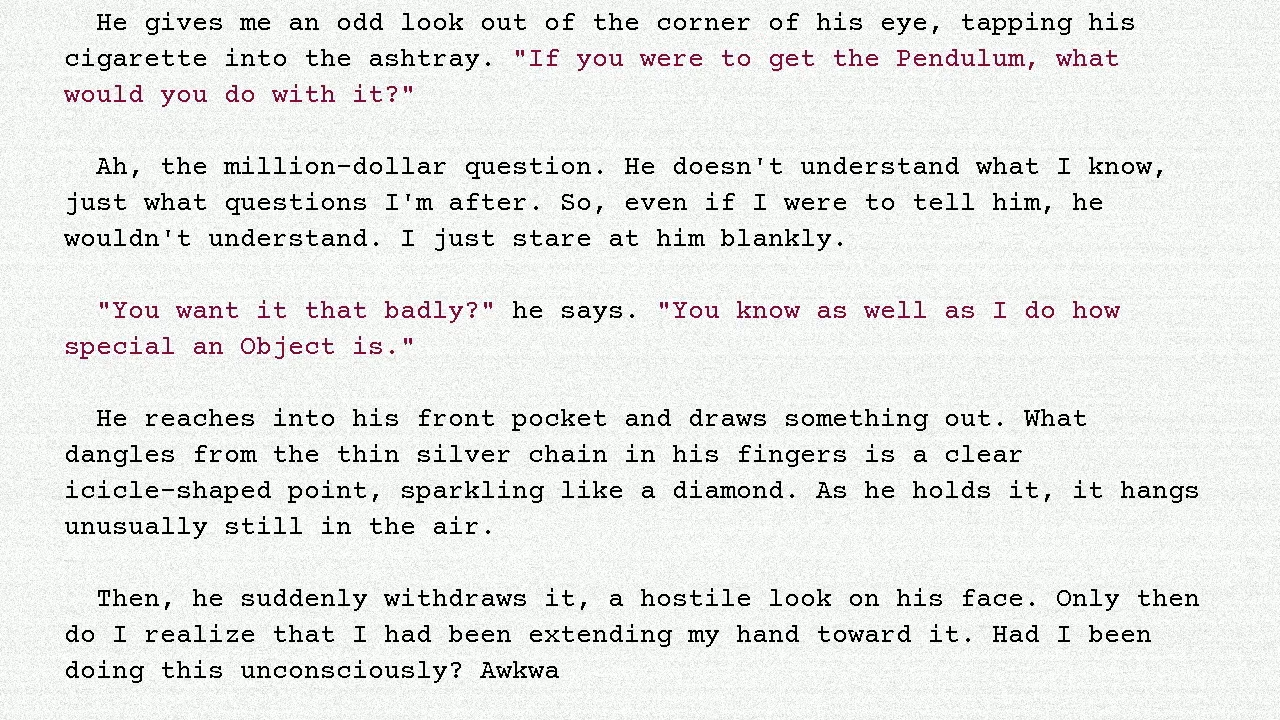 He gives me an odd look out of the corner of his eye, tapping his
cigarette into the ashtray. "If you were to get the Pendulum, what
would you do with it?"
Ah, the million-dollar question. He doesn't understand what I know,
just what questions I'm after. So, even if I were to tell him, he
wouldn't understand. I just stare at him blankly.
"You want it that badly?" he says. "You know as well as I do how
special an Object is."
He reaches into his front pocket and draws something out. What
dangles from the thin silver chain in his fingers is a clear
icicle-shaped point, sparkling like a diamond. As he holds it, it hangs
unusually still in the air.
Then, he suddenly withdraws it, a hostile look on his face. Only then
do I realize that I had been extending my hand toward it. Had I been
doing this unconsciously? Awkwa